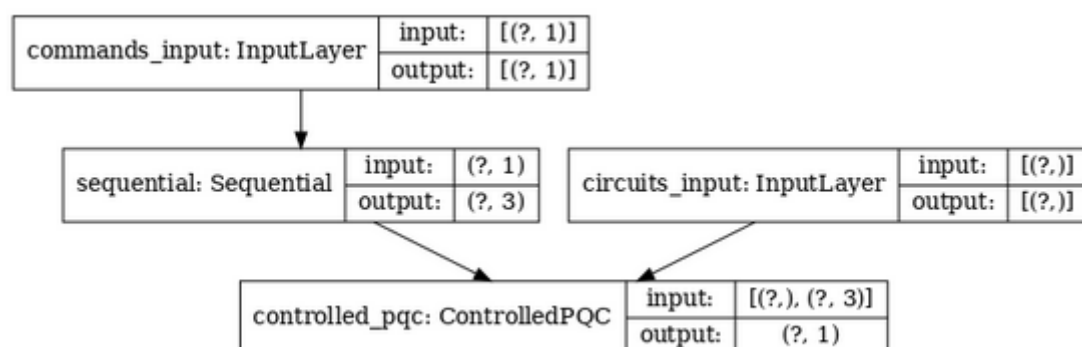 commands_input: InputLayer
input: [(?, 1)]
output: [(?, 1)]
sequential: Sequential
input: (?, 1)
output: (?, 3)
circuits_input: InputLayer
input: [(?,)]
output: [(?,)]
controlled_pqc: ControlledPQC
input: [(?,), (?, 3)]
output: (?, 1)